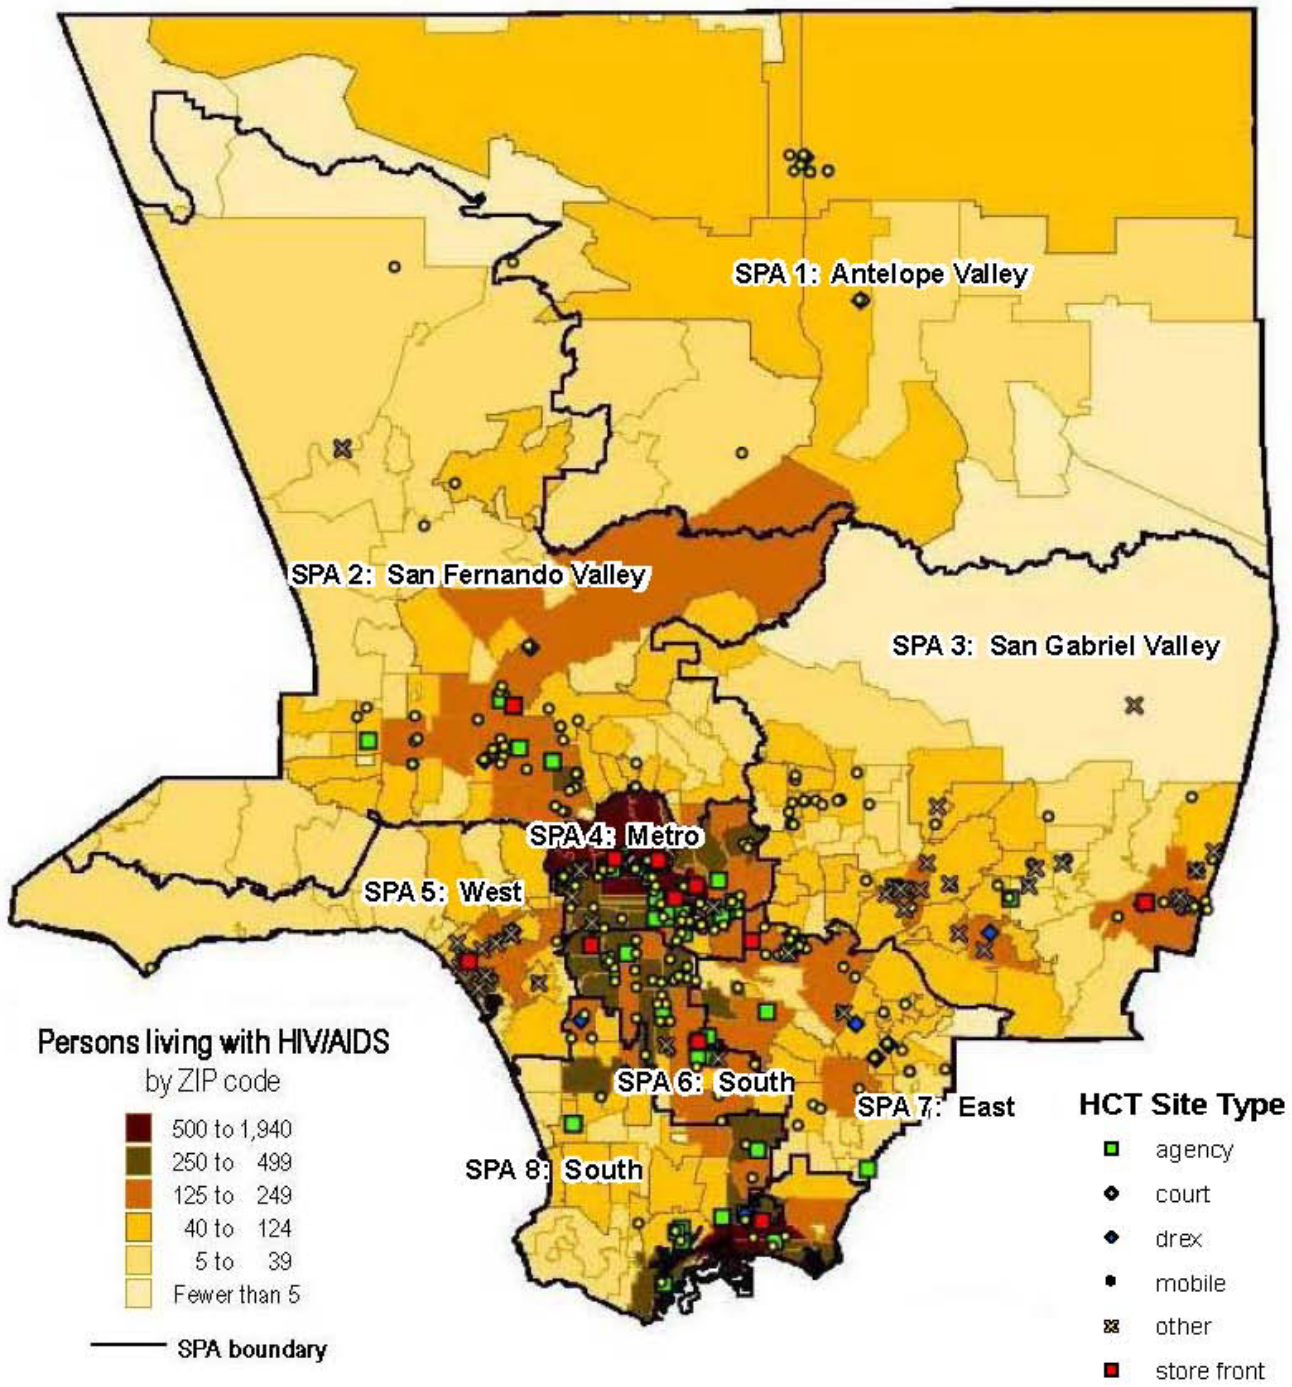 SPA 1: Antelope Valley
SPA 2: San Fernando Valley
SPA 3: San Gabriel Valley
SPA 4: Metro
SPA 5: West
SPA 6: South
SPA 7: East
SPA 8: South
Persons living with HIV/AIDS
by ZIP code
500 to 1,940
250 to 499
125 to 249
40 to 124
5 to 39
Fewer than 5
SPA boundary
HCT Site Type
agency
court
drex
mobile
other
store front